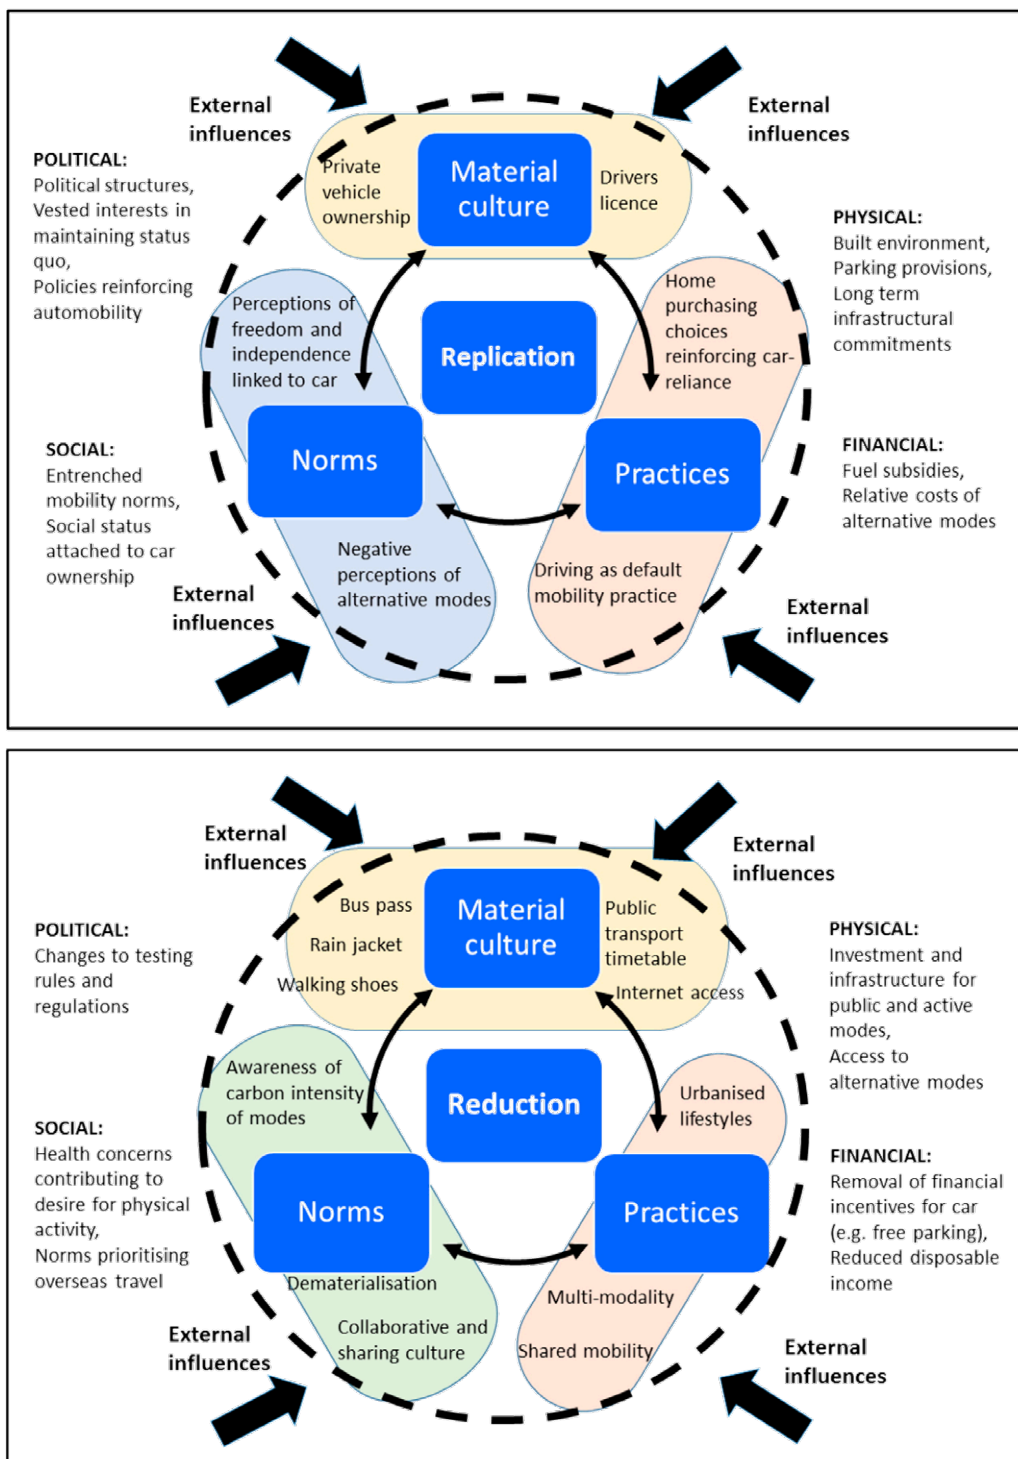 External
influences
External
influences
POLITICAL:
Political structures,
Vested interests in
maintaining status
quo,
Policies reinforcing
automobility
Private
vehicle
ownership
Material
culture
Drivers
licence
PHYSICAL:
Built environment,
Parking provisions,
Long term
infrastructural
commitments
Perceptions of
freedom and
independence
linked to car
Replication
Home
purchasing
choices
reinforcing car-
reliance
SOCIAL:
Entrenched
mobility norms,
Social status
attached to car
ownership
Norms
Practices
FINANCIAL:
Fuel subsidies,
Relative costs of
alternative modes
Negative
perceptions of
alternative modes
Driving as default
mobility practice
External
influences
External
influences
External
influences
External
influences
POLITICAL:
Changes to testing
rules and
regulations
Bus pass
Rain jacket
Walking shoes
Material
culture
Public
transport
timetable
Internet access
PHYSICAL:
Investment and
infrastructure for
public and active
modes,
Access to
alternative modes
Awareness of
carbon intensity
of modes
Reduction
Urbanised
lifestyles
SOCIAL:
Health concerns
contributing to
desire for physical
activity,
Norms prioritising
overseas travel
Norms
Practices
FINANCIAL:
Removal of financial
incentives for car
(e.g. free parking),
Reduced disposable
income
Dematerialisation
Collaborative and
sharing culture
Multi-modality
Shared mobility
External
influences
External
influences